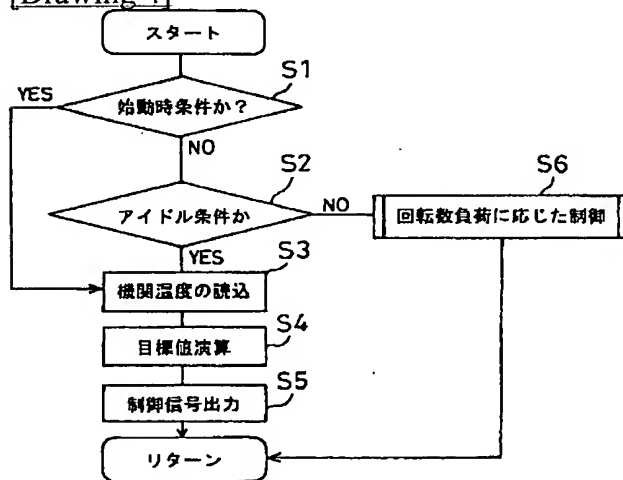 [Drawing 4]
スタート
S1
YES
始動時条件か?
NO
S2
アイドル条件か
NO
S6
回転数負荷に応じた制御
YES
S3
機関温度の読込
S4
目標値演算
S5
制御信号出力
リターン